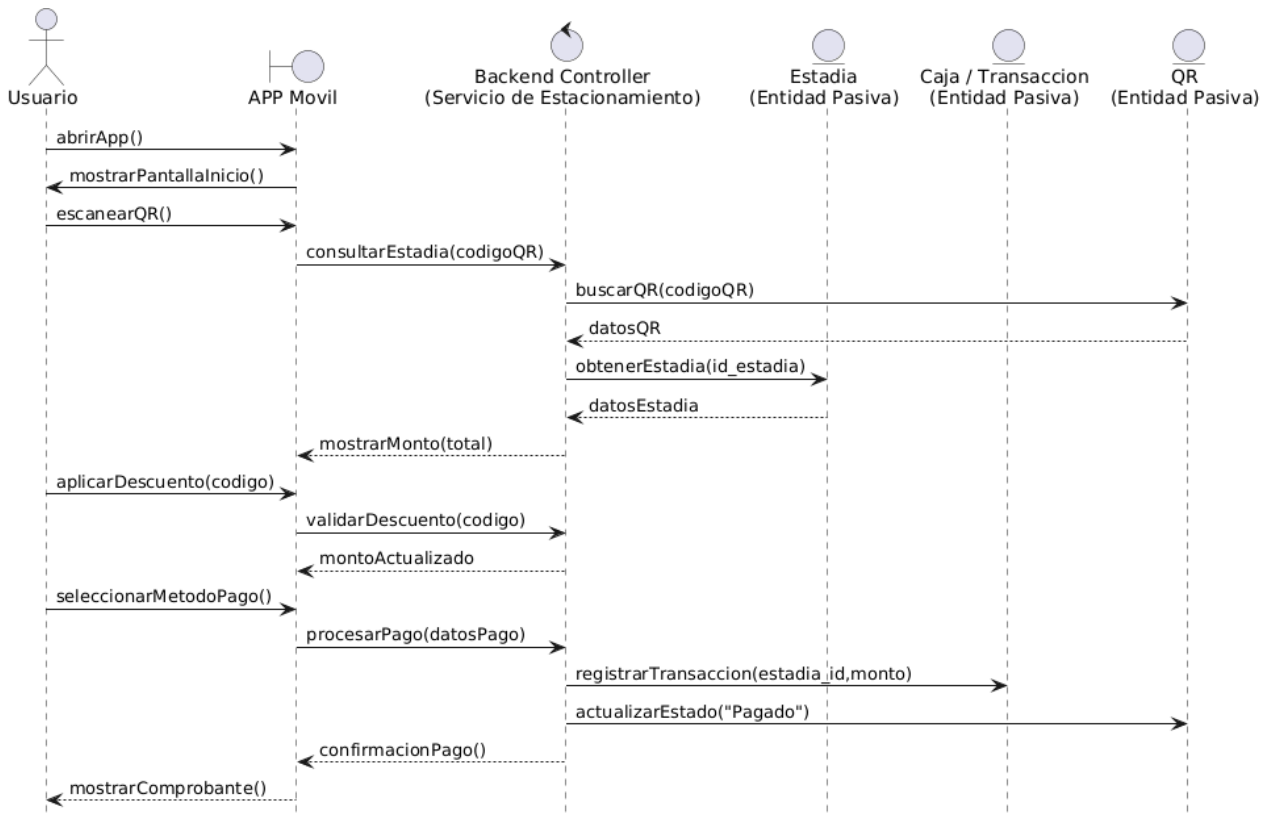 Usuario
APP Movil
Backend Controller
(Servicio de Estacionamiento)
Estadia
(Entidad Pasiva)
Caja / Transaccion
(Entidad Pasiva)
QR
(Entidad Pasiva)
abrirApp()
mostrarPantallaInicio()
escanearQR()
consultarEstadia(codigoQR)
buscarQR(codigoQR)
datosQR
obtenerEstadia(id_estadia)
datosEstadia
mostrarMonto(total)
aplicarDescuento(codigo)
validarDescuento(codigo)
montoActualizado
seleccionarMetodoPago()
procesarPago(datosPago)
registrarTransaccion(estadia_id,monto)
actualizarEstado("Pagado")
confirmacionPago()
mostrarComprobante()